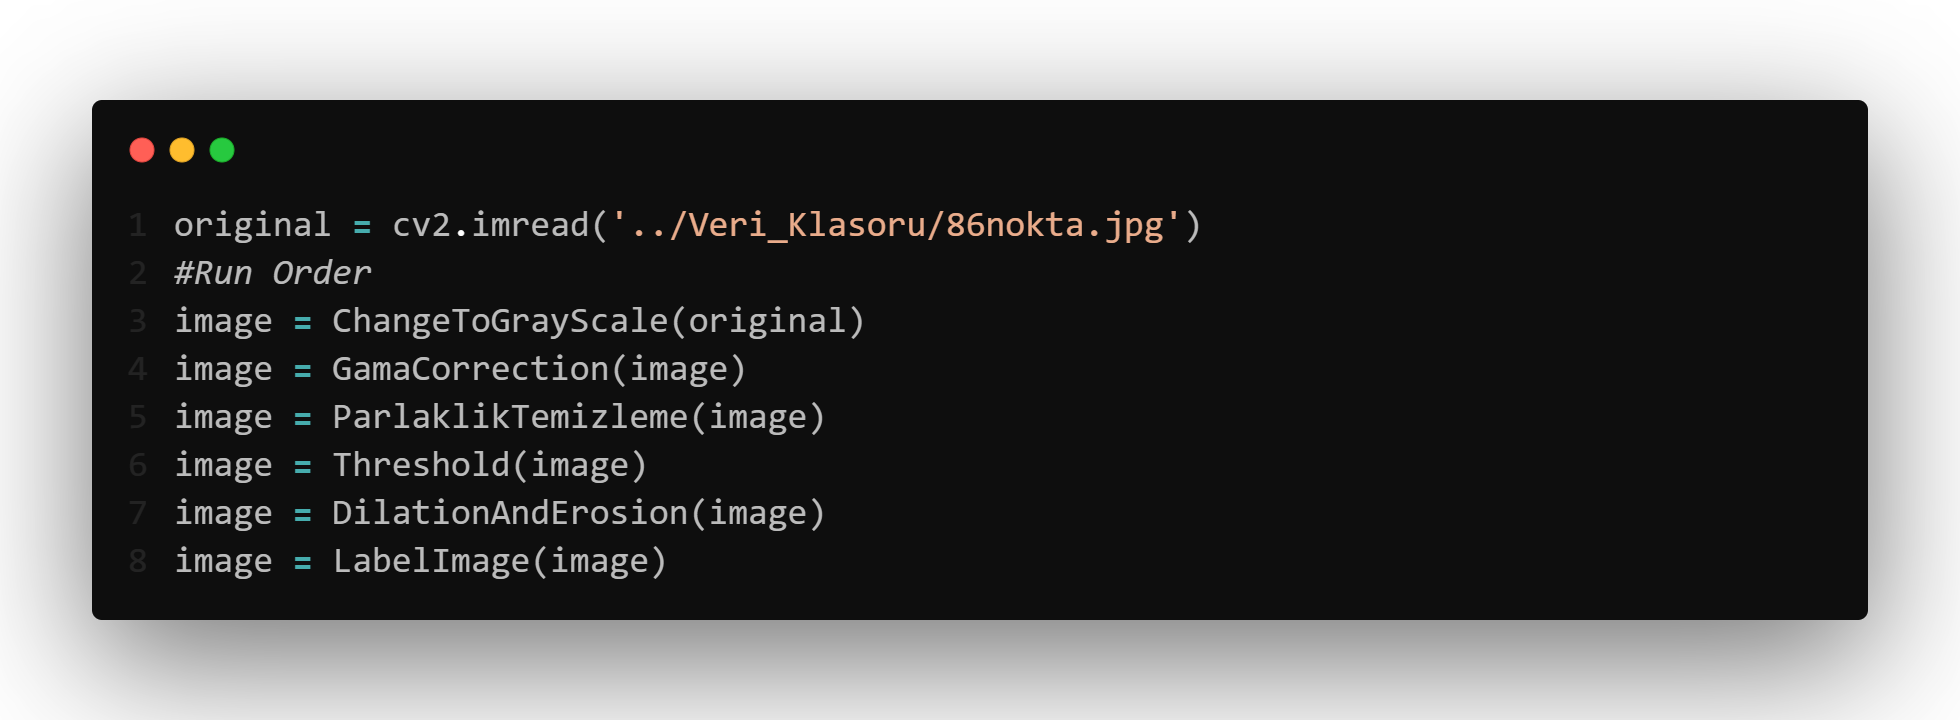 1 original = cv2.imread('../Veri_Klasoru/86nokta.jpg')
2 #Run Order
3 image = ChangeToGrayScale(original)
4 image = GamaCorrection(image)
5 image = ParlaklikTemizleme(image)
6 image = Threshold(image)
7 image = DilationAndErosion(image)
8 image = LabelImage(image)